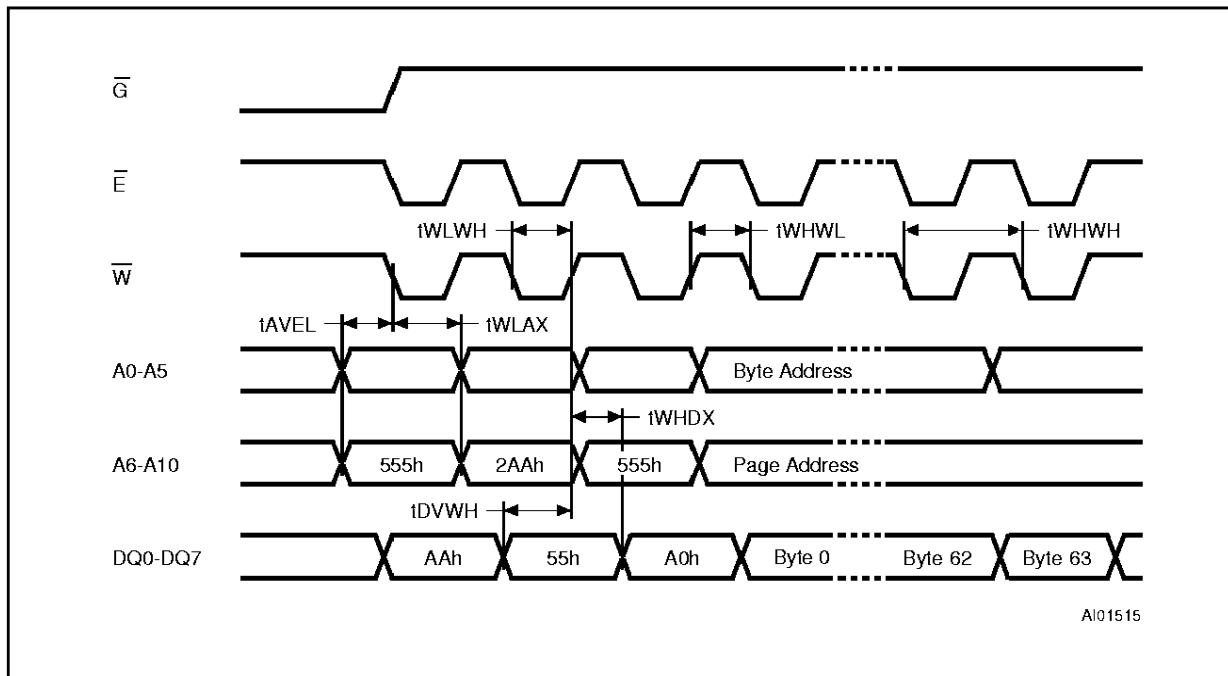 G̅
E̅
tWLWH
tWHWL
tWHWH
W̅
tAVEL
tWLAX
A0-A5
Byte Address
tWHDX
A6-A10
555h
2AAh
555h
Page Address
tDVWH
DQ0-DQ7
AAh
55h
A0h
Byte 0
Byte 62
Byte 63
AI01515